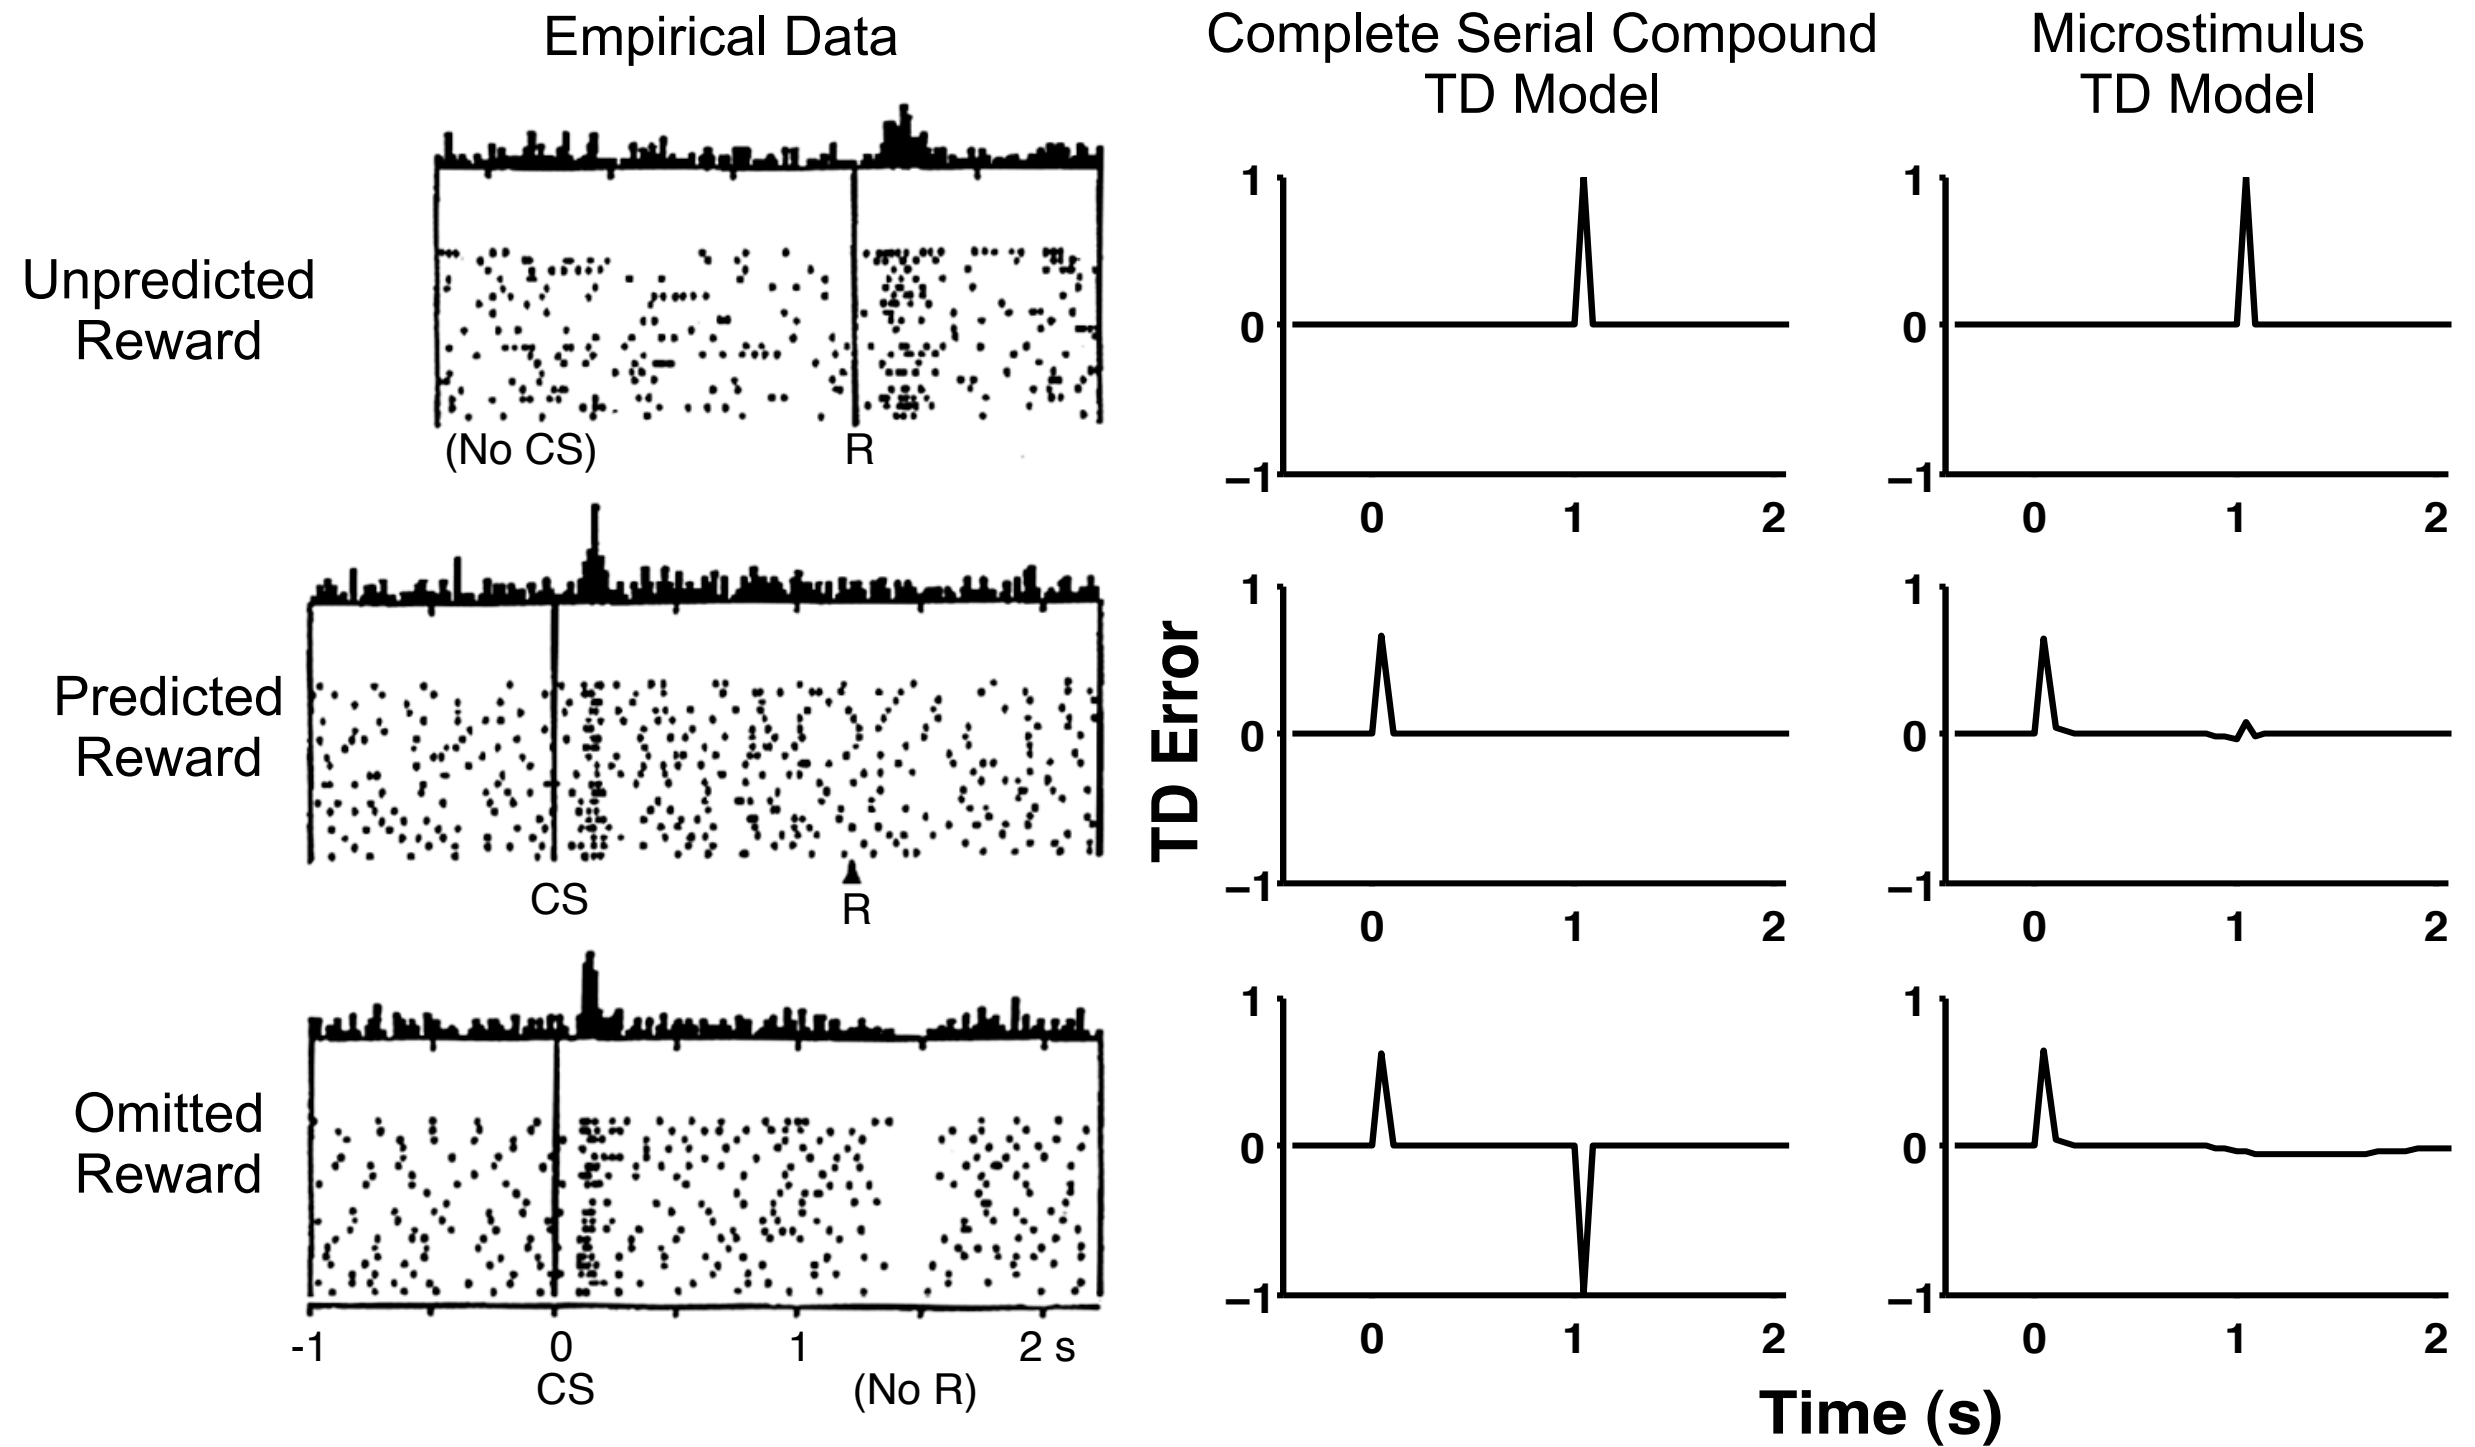 Empirical Data
Complete Serial Compound
TD Model
Microstimulus
TD Model
Unpredicted
Reward
(No CS)
R
1
0
–1
0 1 2
1
0
–1
0 1 2
Predicted
Reward
CS
R
TD Error
1
0
–1
0 1 2
1
0
–1
0 1 2
Omitted
Reward
-1 0 1 2 s
CS (No R)
1
0
–1
0 1 2
1
0
–1
0 1 2
Time (s)